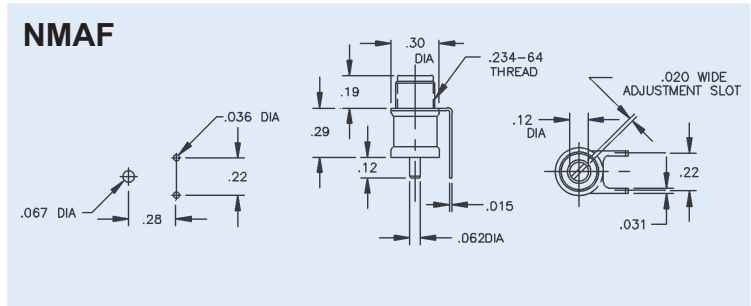 NMAF
.30
DIA
.234-64
THREAD
.020 WIDE
ADJUSTMENT SLOT
.19
.036 DIA
.12
DIA
.29
.12
.22
.22
.067 DIA
.28
.015
.031
.062DIA